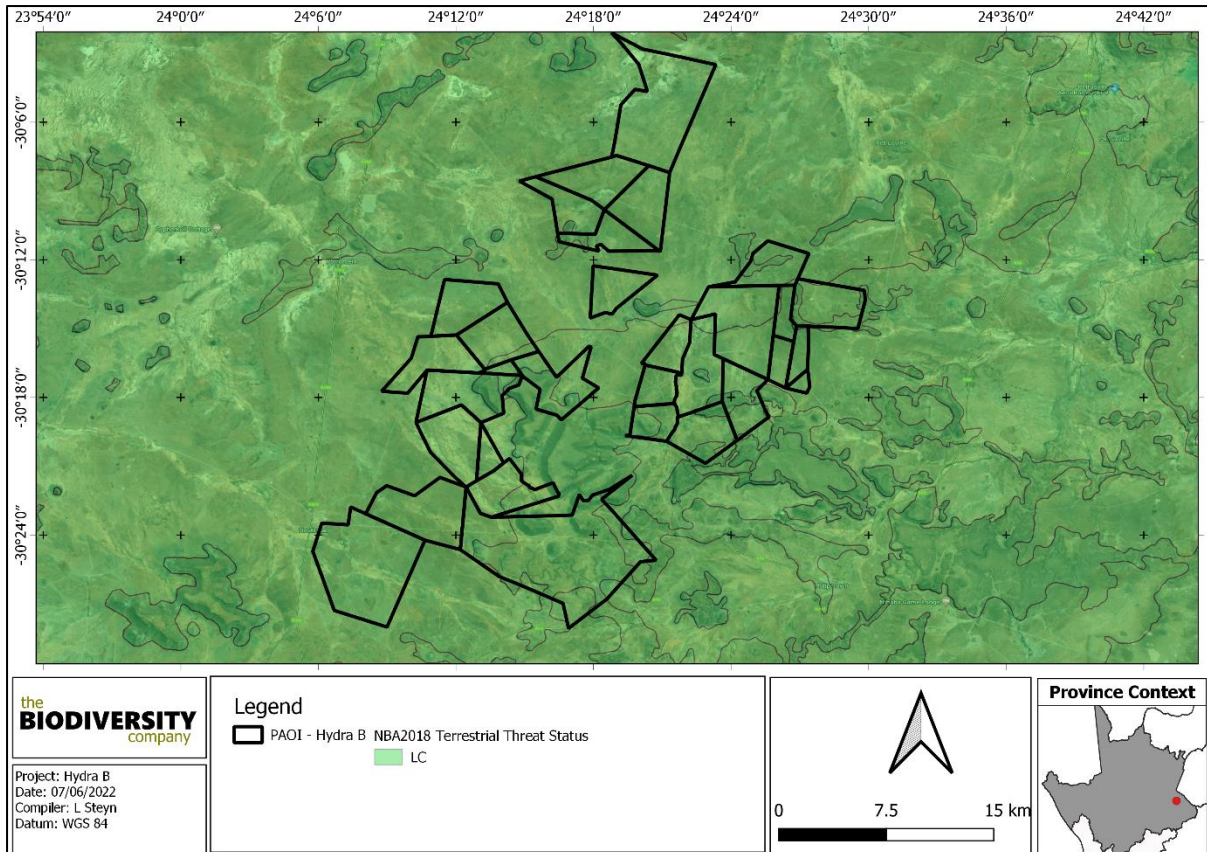 23°54′0″ 24°0′0″ 24°6′0″ 24°12′0″ 24°18′0″ 24°24′0″ 24°30′0″ 24°36′0″ 24°42′0″
-30°6′0″
-30°12′0″
-30°18′0″
-30°24′0″
the
BIODIVERSITY
company
Project: Hydra B
Date: 07/06/2022
Compiler: L Steyn
Datum: WGS 84
Legend
PAOI - Hydra B NBA2018 Terrestrial Threat Status
LC
0 7.5 15 km
Province Context